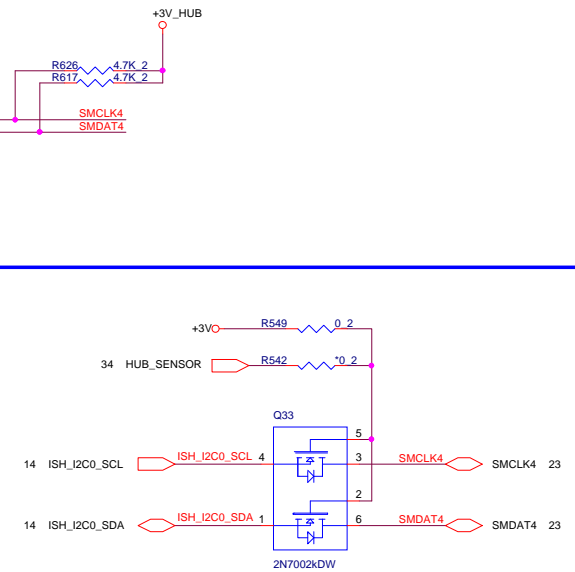 +3V_HUB
R626 4.7K_2
R617 4.7K_2
SMCLK4
SMDAT4
+3V R549 0_2
34 HUB_SENSOR R542 *0_2
Q33
5
14 ISH_I2C0_SCL ISH_I2C0_SCL 4 3 SMCLK4 SMCLK4 23
2
14 ISH_I2C0_SDA ISH_I2C0_SDA 1 6 SMDAT4 SMDAT4 23
2N7002kDW